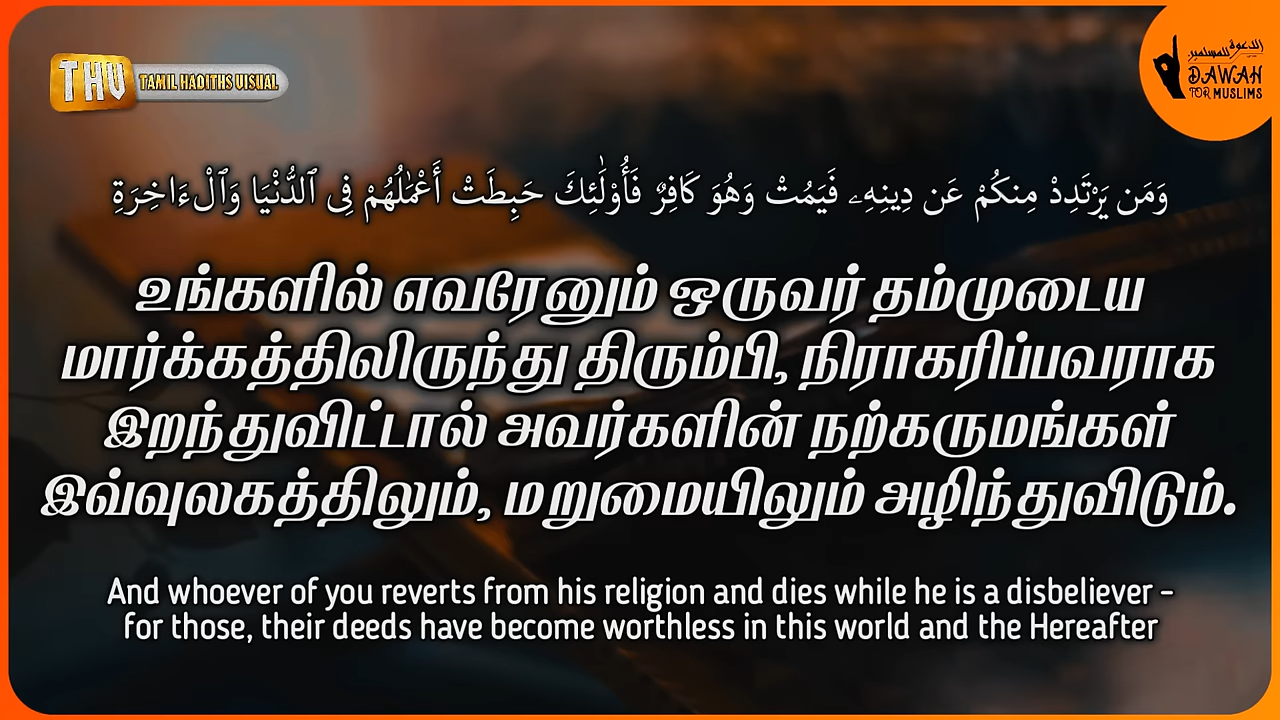 THV
TAMIL HADITHS VISUAL
الدعوة للمسلمين
DAWAH
FOR MUSLIMS
وَمَن يَرْتَدِدْ مِنكُمْ عَن دِينِهِۦ فَيَمُتْ وَهُوَ كَافِرٌ فَأُو۟لَٰٓئِكَ حَبِطَتْ أَعْمَٰلُهُمْ فِى ٱلدُّنْيَا وَٱلْءَاخِرَةِ
உங்களில் எவரேனும் ஒருவர் தம்முடைய
மார்க்கத்திலிருந்து திரும்பி, நிராகரிப்பவராக
இறந்துவிட்டால் அவர்களின் நற்கருமங்கள்
இவ்வுலகத்திலும், மறுமையிலும் அழிந்துவிடும்.
And whoever of you reverts from his religion and dies while he is a disbeliever -
for those, their deeds have become worthless in this world and the Hereafter